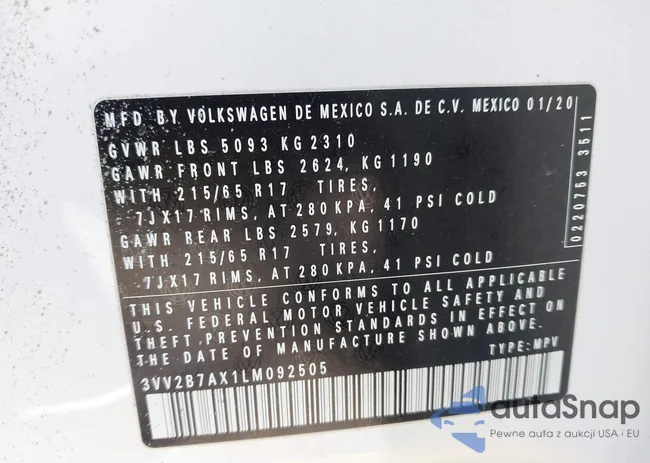 MFD. BY VOLKSWAGEN DE MEXICO S.A. DE C.V. MEXICO 01/20
GVWR LBS 5093 KG 2310
GAWR FRONT LBS 2624, KG 1190
WITH 215/65 R17 TIRES,
7JX17 RIMS, AT 280 KPA, 41 PSI COLD
GAWR REAR LBS 2579, KG 1170
WITH 215/65 R17 TIRES,
7JX17 RIMS, AT 280 KPA, 41 PSI COLD
THIS VEHICLE CONFORMS TO ALL APPLICABLE
U.S. FEDERAL MOTOR VEHICLE SAFETY AND
THEFT PREVENTION STANDARDS IN EFFECT ON
THE DATE OF MANUFACTURE SHOWN ABOVE.
TYPE: MPV
3VV2B7AX1LM092505
0220753 3511
autoSnap
Pewne auta z aukcji USA i EU